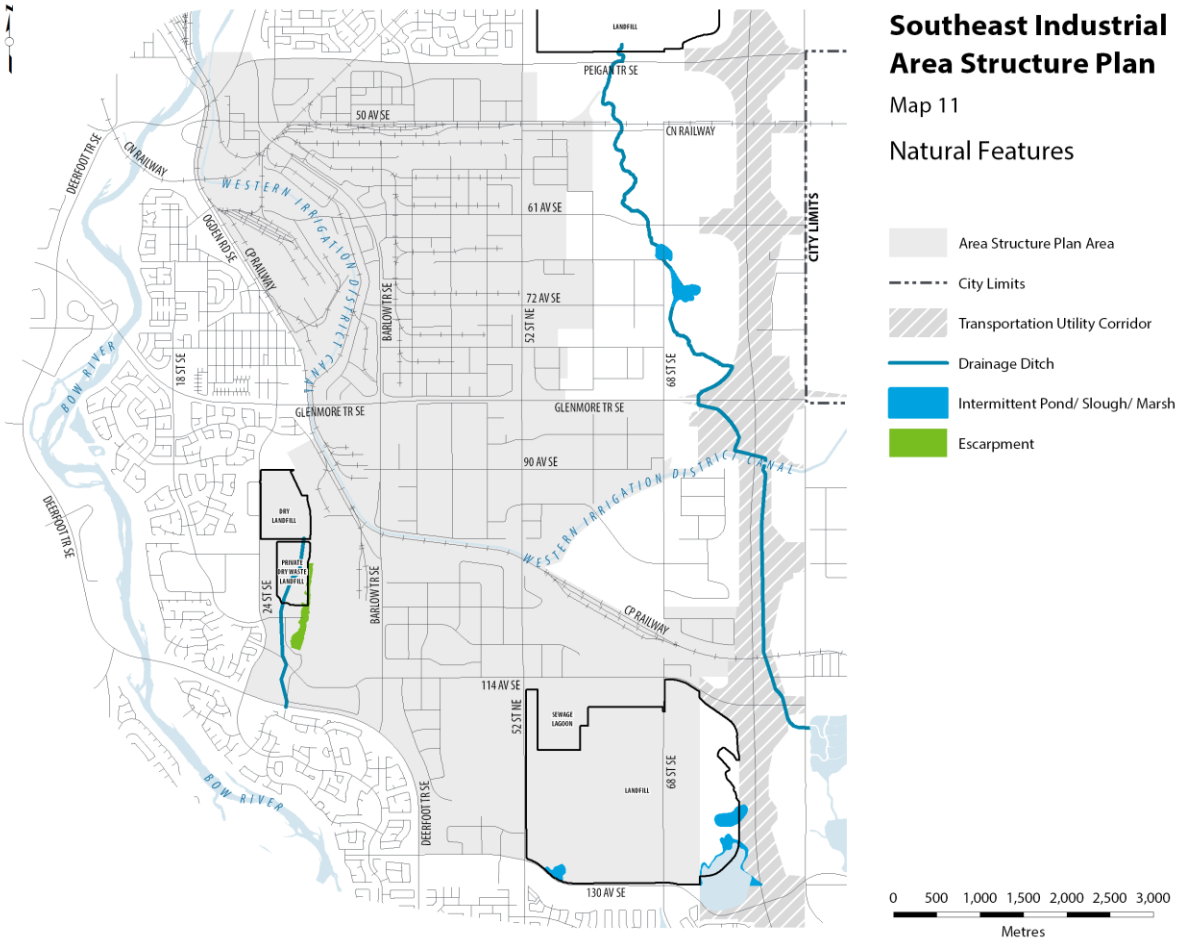 N
Southeast Industrial
Area Structure Plan
Map 11
Natural Features
Area Structure Plan Area
City Limits
Transportation Utility Corridor
Drainage Ditch
Intermittent Pond/ Slough/ Marsh
Escarpment
0 500 1,000 1,500 2,000 2,500 3,000
Metres
LANDFILL
PEIGAN TR SE
50 AV SE
CN RAILWAY
DEERFOOT TR SE
CN RAILWAY
WESTERN IRRIGATION DISTRICT CANAL
CITY LIMITS
61 AV SE
OGDEN RD SE
CP RAILWAY
BARLOW TR SE
72 AV SE
52 ST NE
18 ST SE
68 ST SE
BOW RIVER
GLENMORE TR SE
GLENMORE TR SE
90 AV SE
WESTERN IRRIGATION DISTRICT CANAL
DEERFOOT TR SE
DRY
LANDFILL
PRIVATE
DRY WASTE
LANDFILL
24 ST SE
BARLOW TR SE
CP RAILWAY
114 AV SE
52 ST NE
SEWAGE
LAGOON
68 ST SE
LANDFILL
BOW RIVER
DEERFOOT TR SE
130 AV SE